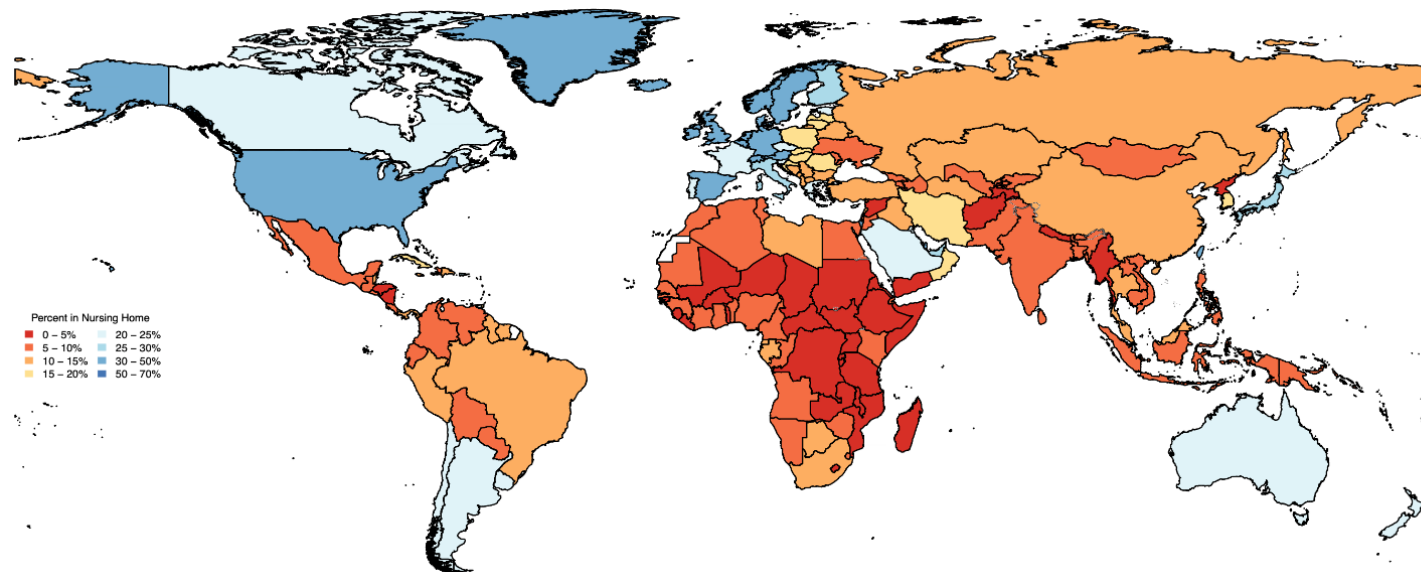 Percent in Nursing Home
0 – 5% 20 – 25%
5 – 10% 25 – 30%
10 – 15% 30 – 50%
15 – 20% 50 – 70%